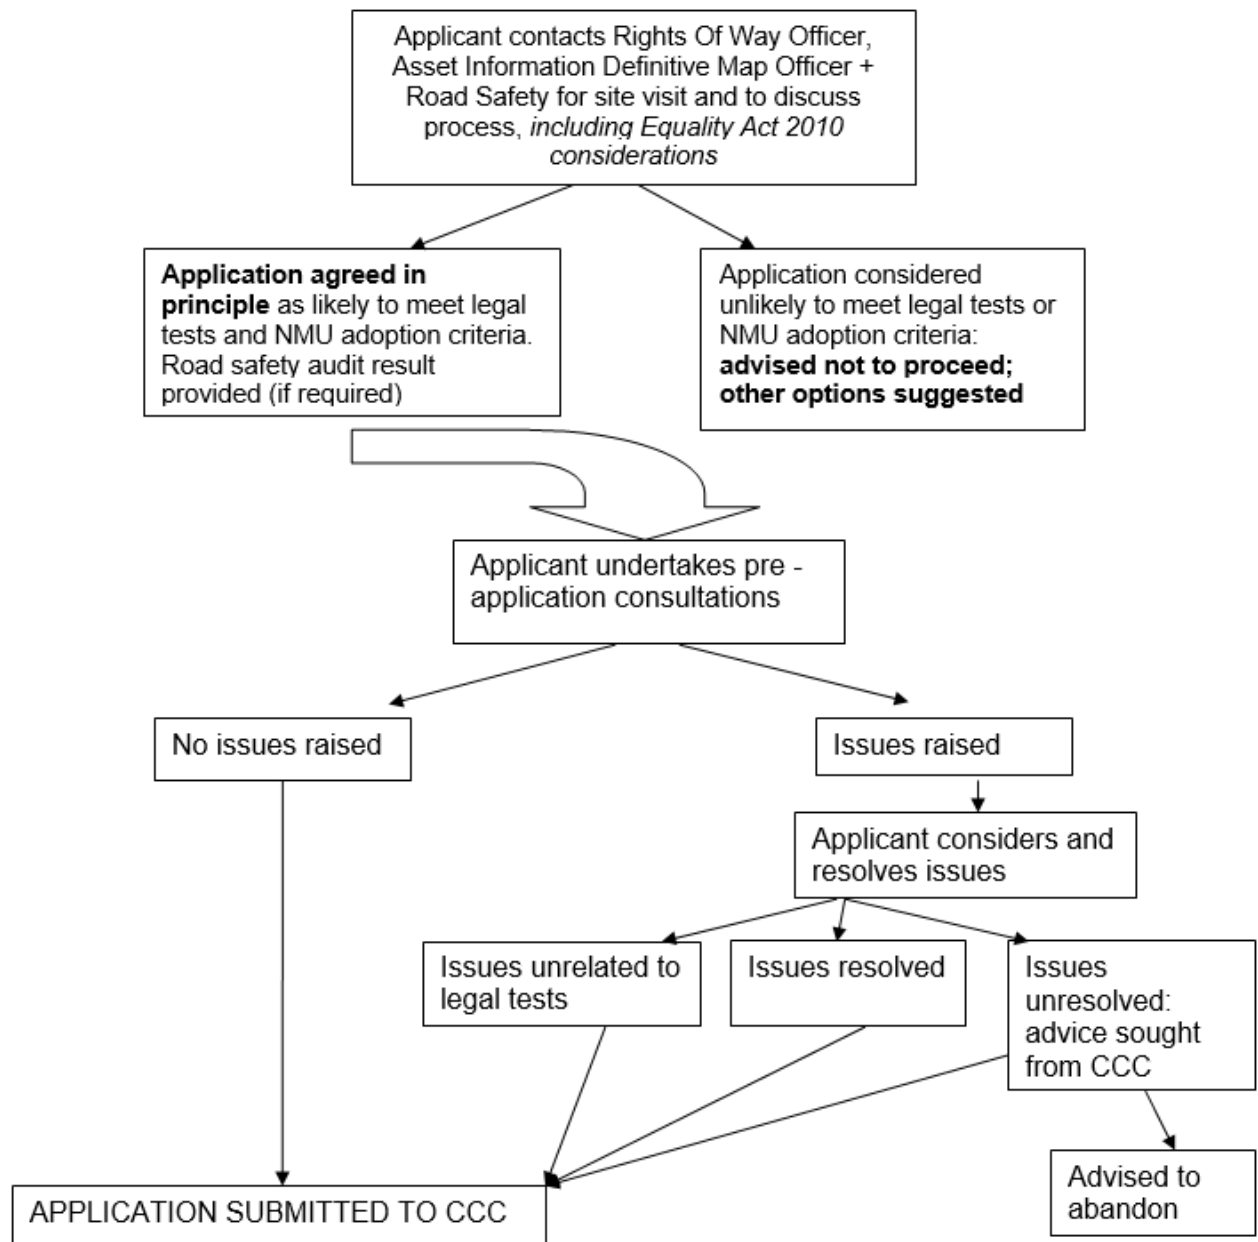 Applicant contacts Rights Of Way Officer,
Asset Information Definitive Map Officer +
Road Safety for site visit and to discuss
process, including Equality Act 2010
considerations
Application agreed in
principle as likely to meet legal
tests and NMU adoption criteria.
Road safety audit result
provided (if required)
Application considered
unlikely to meet legal tests or
NMU adoption criteria:
advised not to proceed;
other options suggested
Applicant undertakes pre -
application consultations
No issues raised
Issues raised
Applicant considers and
resolves issues
Issues unrelated to
legal tests
Issues resolved
Issues
unresolved:
advice sought
from CCC
Advised to
abandon
APPLICATION SUBMITTED TO CCC